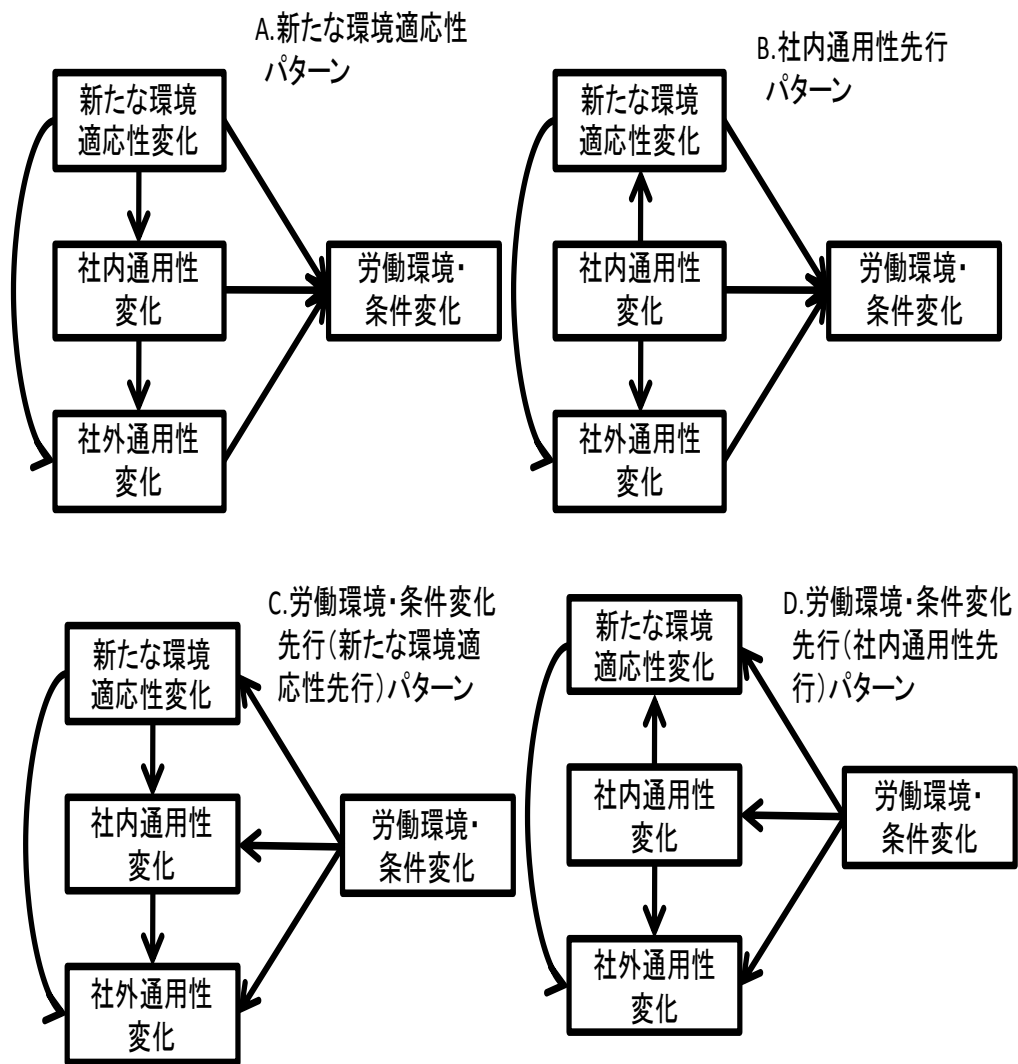 A.新たな環境適応性
パターン
新たな環境
適応性変化
社内通用性
変化
社外通用性
変化
労働環境・
条件変化
B.社内通用性先行
パターン
新たな環境
適応性変化
社内通用性
変化
社外通用性
変化
労働環境・
条件変化
C.労働環境・条件変化
先行(新たな環境適
応性先行)パターン
新たな環境
適応性変化
社内通用性
変化
社外通用性
変化
労働環境・
条件変化
D.労働環境・条件変化
先行(社内通用性先
行)パターン
新たな環境
適応性変化
社内通用性
変化
社外通用性
変化
労働環境・
条件変化